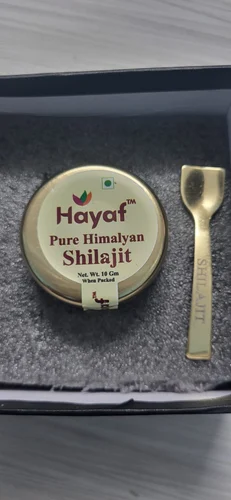 Hayaf™
Pure Himalyan
Shilajit
Net. Wt. 10 Gm
When Packed
SHILAJIT